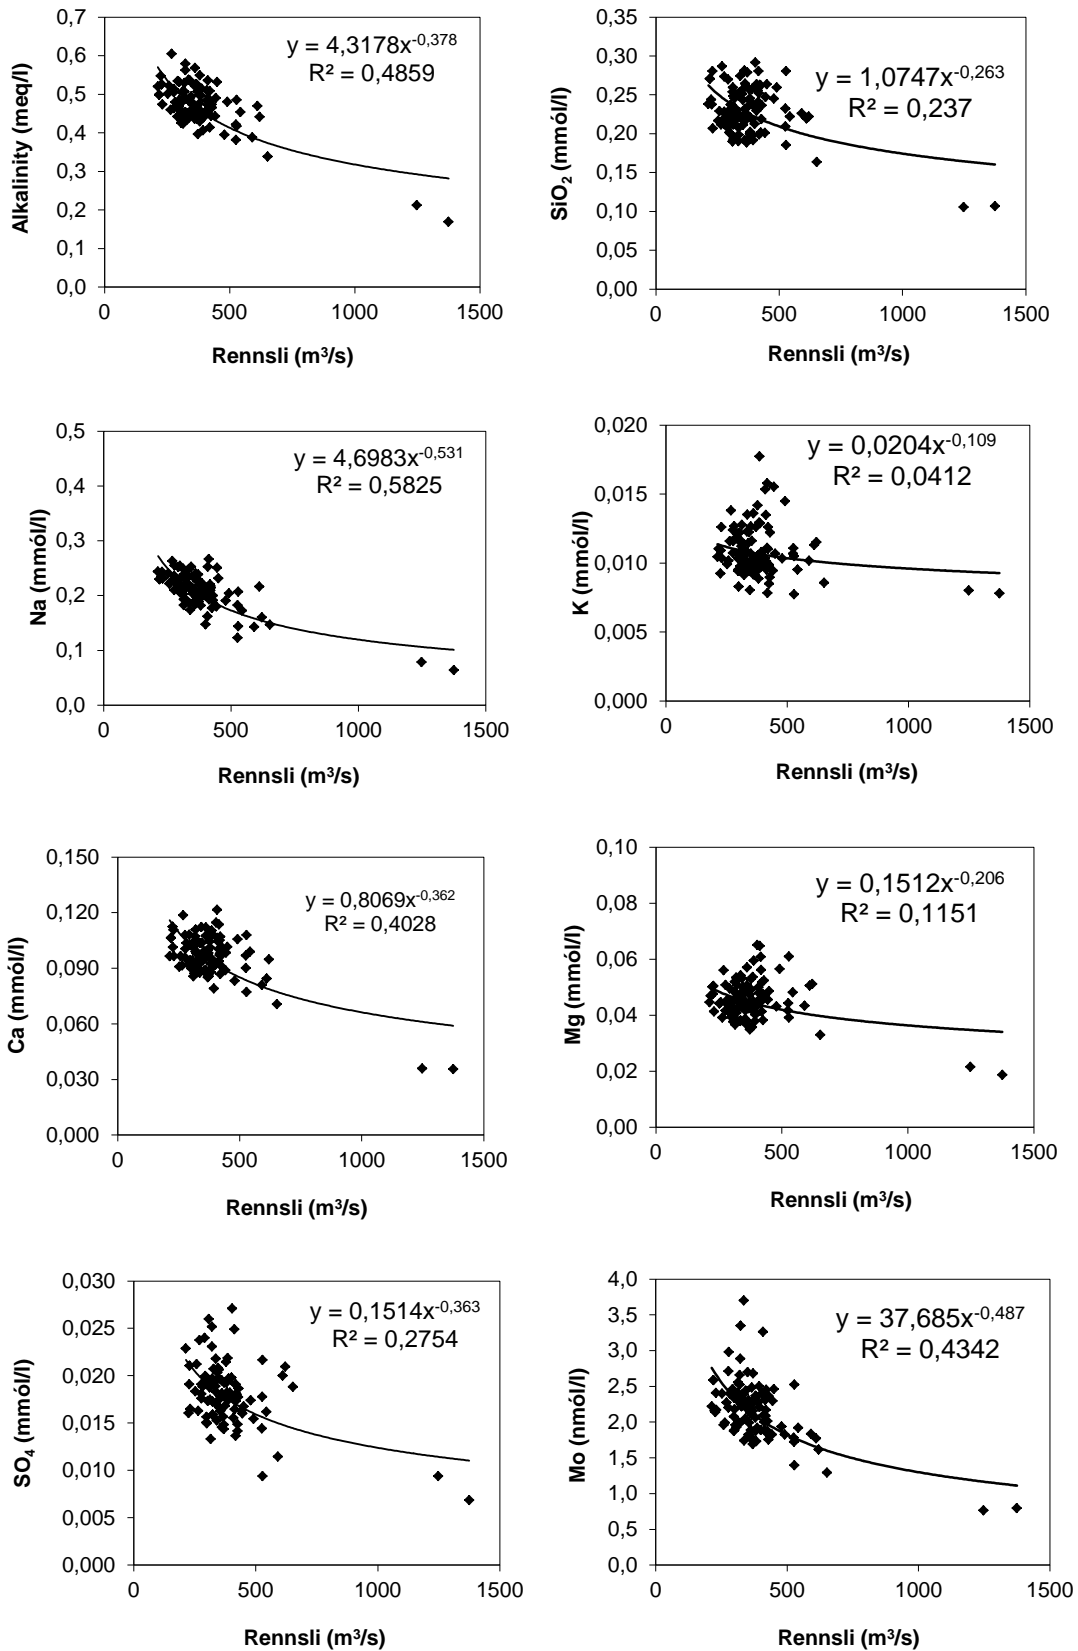 0,7
0,6
0,5
0,4
0,3
0,2
0,1
0,0
Alkalinity (meq/l)
y = 4,3178x^-0,378
R² = 0,4859
0 500 1000 1500
Rennsli (m³/s)
0,35
0,30
0,25
0,20
0,15
0,10
0,05
0,00
SiO₂ (mmól/l)
y = 1,0747x^-0,263
R² = 0,237
0 500 1000 1500
Rennsli (m³/s)
0,5
0,4
0,3
0,2
0,1
0,0
Na (mmól/l)
y = 4,6983x^-0,531
R² = 0,5825
0 500 1000 1500
Rennsli (m³/s)
0,020
0,015
0,010
0,005
0,000
K (mmól/l)
y = 0,0204x^-0,109
R² = 0,0412
0 500 1000 1500
Rennsli (m³/s)
0,150
0,120
0,090
0,060
0,030
0,000
Ca (mmól/l)
y = 0,8069x^-0,362
R² = 0,4028
0 500 1000 1500
Rennsli (m³/s)
0,10
0,08
0,06
0,04
0,02
0,00
Mg (mmól/l)
y = 0,1512x^-0,206
R² = 0,1151
0 500 1000 1500
Rennsli (m³/s)
0,030
0,025
0,020
0,015
0,010
0,005
0,000
SO₄ (mmól/l)
y = 0,1514x^-0,363
R² = 0,2754
0 500 1000 1500
Rennsli (m³/s)
4,0
3,5
3,0
2,5
2,0
1,5
1,0
0,5
0,0
Mo (nmól/l)
y = 37,685x^-0,487
R² = 0,4342
0 500 1000 1500
Rennsli (m³/s)